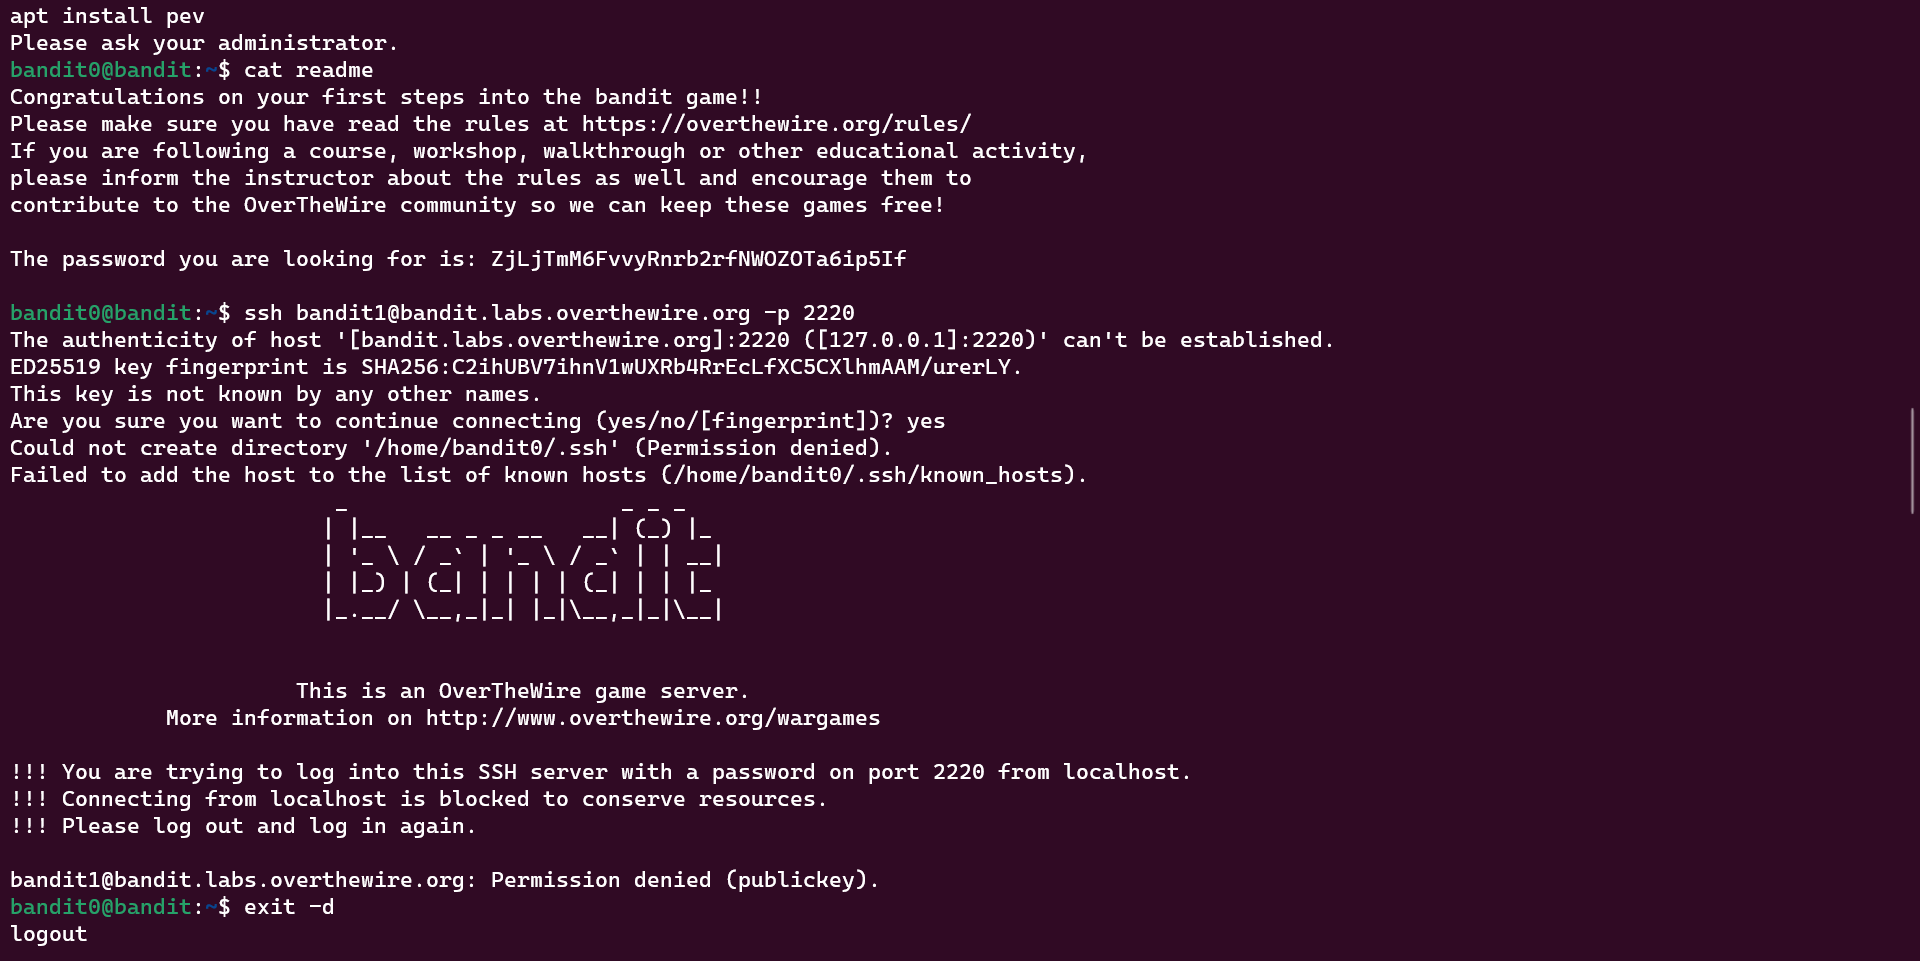 apt install pev
Please ask your administrator.
bandit0@bandit:~$ cat readme
Congratulations on your first steps into the bandit game!!
Please make sure you have read the rules at https://overthewire.org/rules/
If you are following a course, workshop, walkthrough or other educational activity,
please inform the instructor about the rules as well and encourage them to
contribute to the OverTheWire community so we can keep these games free!

The password you are looking for is: ZjLjTmM6FvvyRnrb2rfNWOZOTa6ip5If

bandit0@bandit:~$ ssh bandit1@bandit.labs.overthewire.org -p 2220
The authenticity of host '[bandit.labs.overthewire.org]:2220 ([127.0.0.1]:2220)' can't be established.
ED25519 key fingerprint is SHA256:C2ihUBV7ihnV1wUXRb4RrEcLfXC5CXlhmAAM/urerLY.
This key is not known by any other names.
Are you sure you want to continue connecting (yes/no/[fingerprint])? yes
Could not create directory '/home/bandit0/.ssh' (Permission denied).
Failed to add the host to the list of known hosts (/home/bandit0/.ssh/known_hosts).
                         _                     _ _ _
                        | |__   __ _ _ __   __| (_) |_
                        | '_ \ / _` | '_ \ / _` | | __|
                        | |_) | (_| | | | | (_| | | |_
                        |_.__/ \__,_|_| |_|\__,_|_|\__|


                      This is an OverTheWire game server.
            More information on http://www.overthewire.org/wargames

!!! You are trying to log into this SSH server with a password on port 2220 from localhost.
!!! Connecting from localhost is blocked to conserve resources.
!!! Please log out and log in again.

bandit1@bandit.labs.overthewire.org: Permission denied (publickey).
bandit0@bandit:~$ exit -d
logout